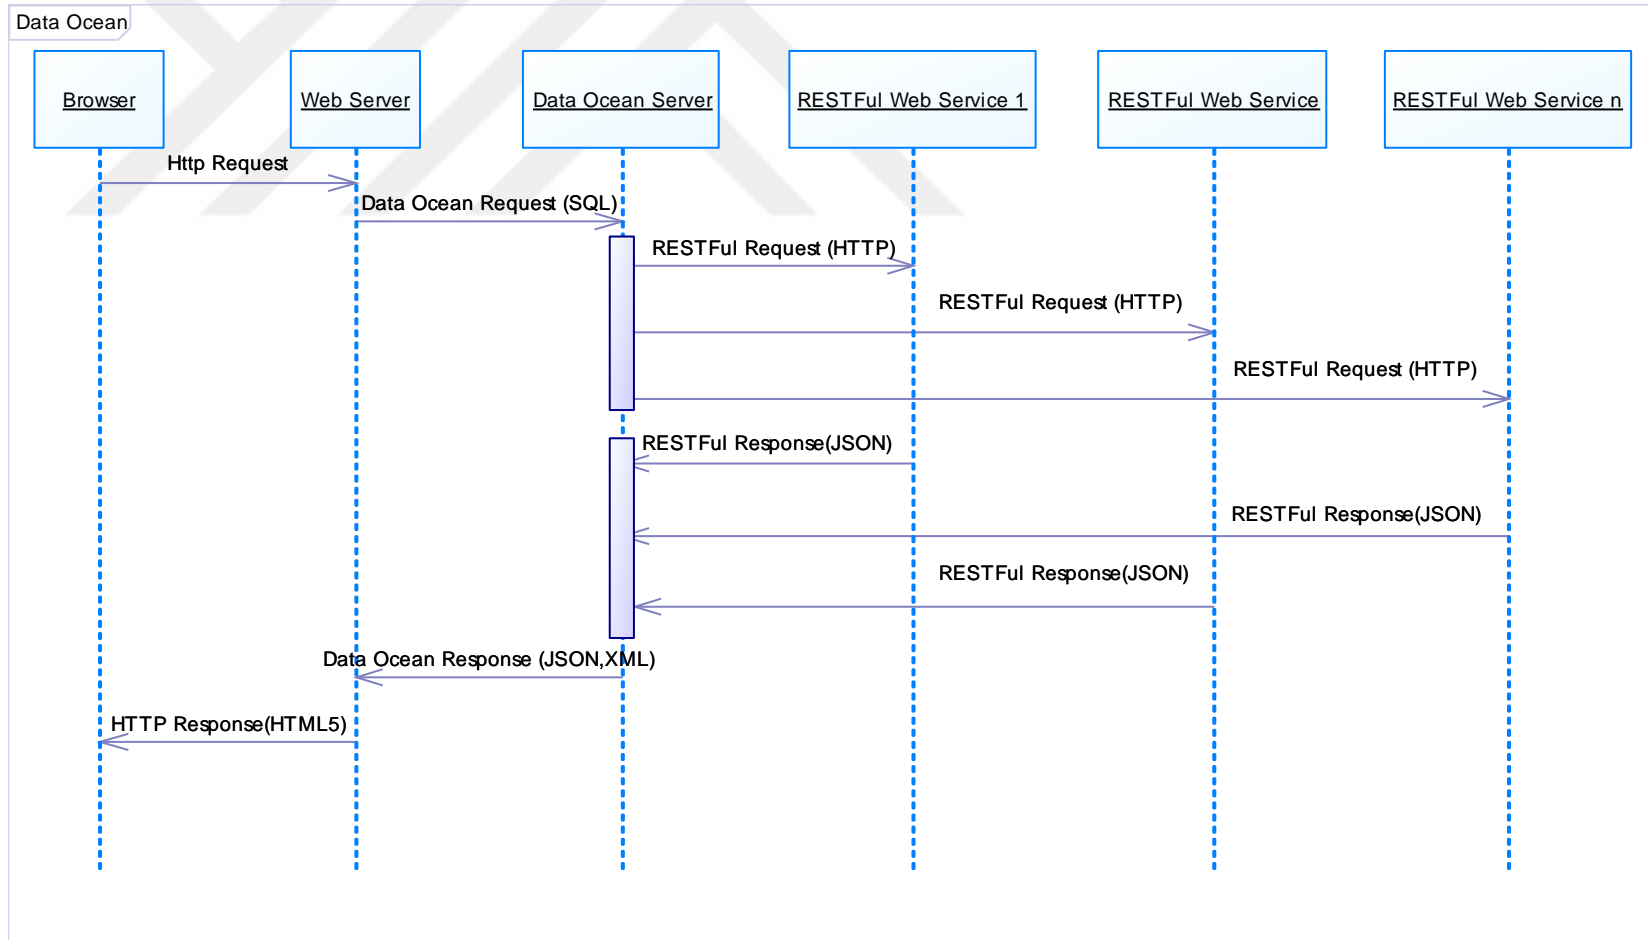 Data Ocean
Browser
Web Server
Data Ocean Server
RESTFul Web Service 1
RESTFul Web Service
RESTFul Web Service n
Http Request
Data Ocean Request (SQL)
RESTFul Request (HTTP)
RESTFul Request (HTTP)
RESTFul Request (HTTP)
RESTFul Response(JSON)
RESTFul Response(JSON)
RESTFul Response(JSON)
Data Ocean Response (JSON,XML)
HTTP Response(HTML5)